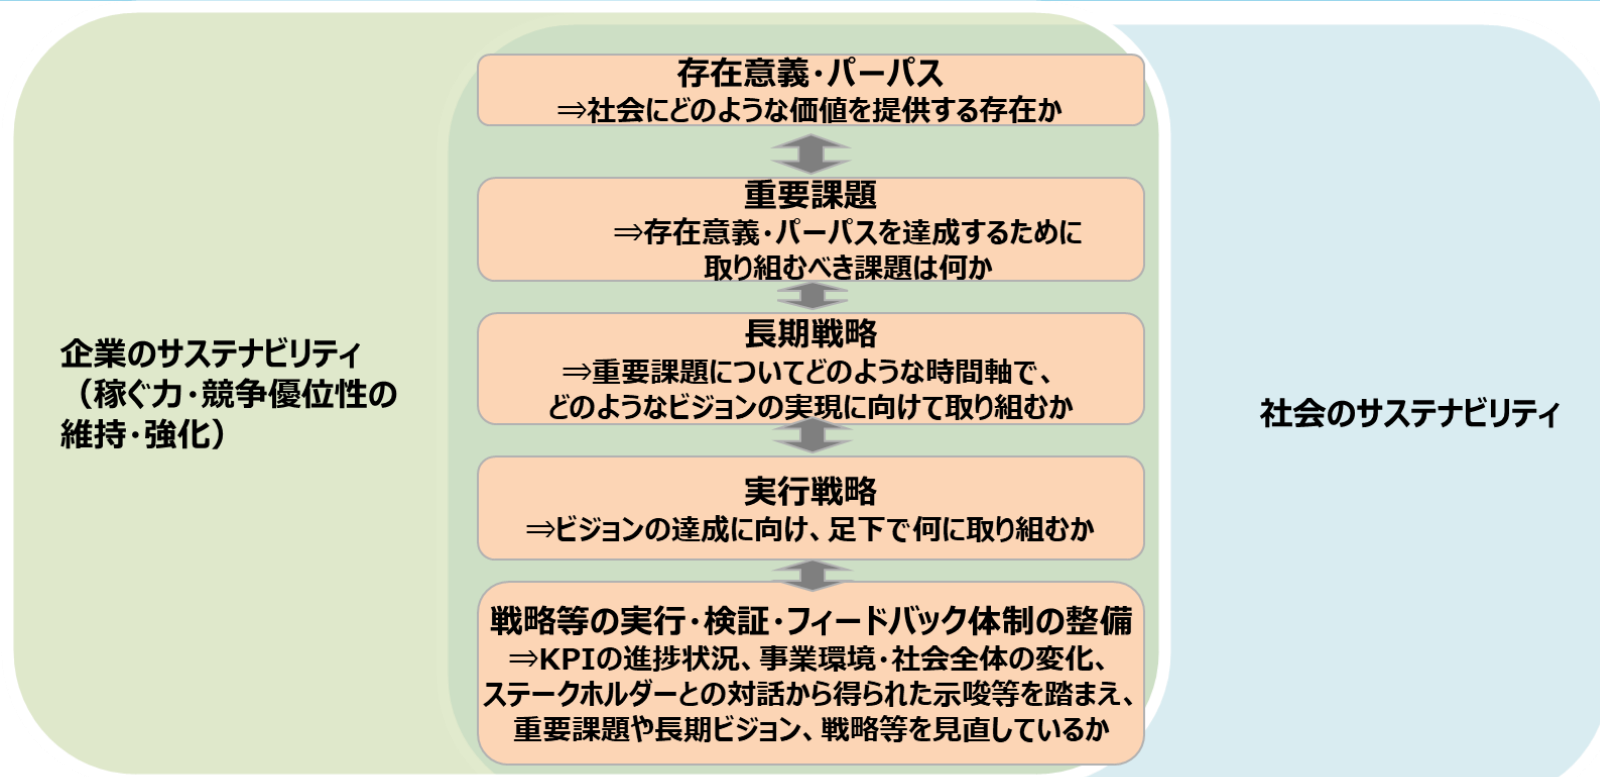 存在意義・パーパス
⇒社会にどのような価値を提供する存在か
重要課題
⇒存在意義・パーパスを達成するために
取り組むべき課題は何か
長期戦略
⇒重要課題についてどのような時間軸で、
どのようなビジョンの実現に向けて取り組むか
実行戦略
⇒ビジョンの達成に向け、足下で何に取り組むか
戦略等の実行・検証・フィードバック体制の整備
⇒KPIの進捗状況、事業環境・社会全体の変化、
ステークホルダーとの対話から得られた示唆等を踏まえ、
重要課題や長期ビジョン、戦略等を見直しているか
企業のサステナビリティ
（稼ぐ力・競争優位性の
維持・強化）
社会のサステナビリティ